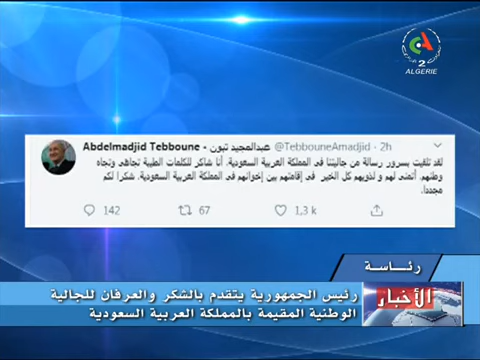 2
ALGERIE
Abdelmadjid Tebboune - عبدالمجيد تبون @TebbouneAmadjid · 2h
لقد تلقيت بسرور رسالة من جاليتنا في المملكة العربية السعودية. أنا شاكر للكلمات الطيبة تجاهي وتجاه
وطنهم. أتمنى لهم و لذويهم كل الخير في إقامتهم بين إخوانهم في المملكة العربية السعودية. شكرا لكم
مجددا.
142 67 1,3 k
رئـــاســة
رئيس الجمهورية يتقدم بالشكر والعرفان للجالية
الوطنية المقيمة بالمملكة العربية السعودية
الأخبار